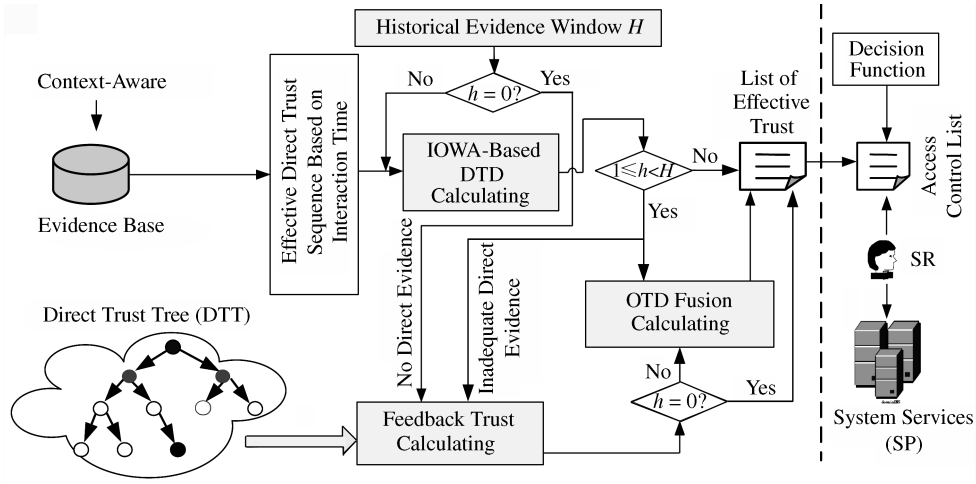 Historical Evidence Window H
Context-Aware
Evidence Base
Effective Direct Trust
Sequence Based on
Interaction Time
No
h = 0?
Yes
IOWA-Based
DTD
Calculating
1≤h<H
No
Yes
List of
Effective
Trust
Decision
Function
Access
Control List
SR
System Services
(SP)
No Direct Evidence
Inadequate Direct
Evidence
OTD Fusion
Calculating
No
h = 0?
Yes
Direct Trust Tree (DTT)
Feedback Trust
Calculating